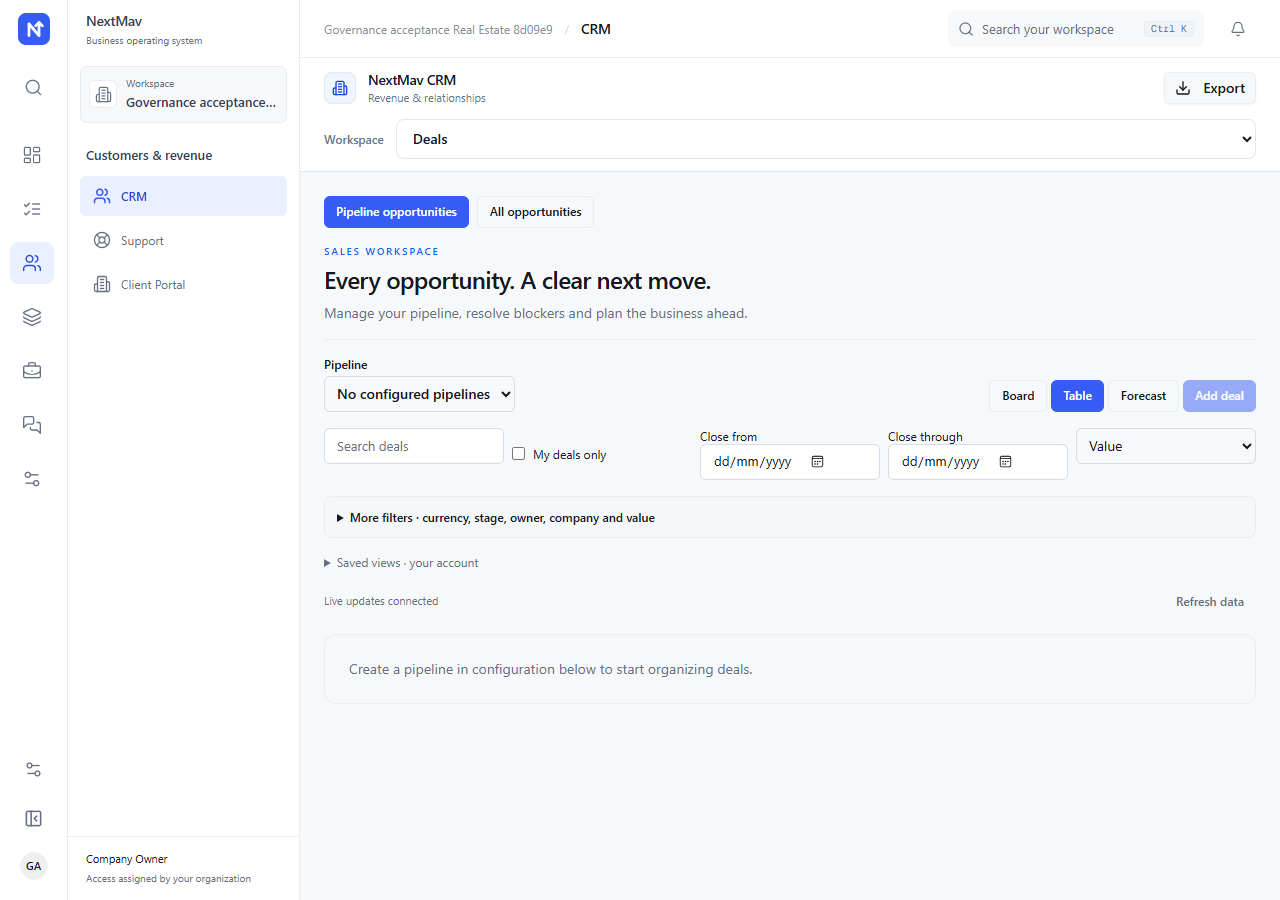 NextMav
Business operating system
Workspace
Governance acceptance...
Customers & revenue
CRM
Support
Client Portal
Company Owner
Access assigned by your organization
GA
Governance acceptance Real Estate 8d09e9 / CRM
Search your workspace Ctrl K
NextMav CRM
Revenue & relationships
Export
Workspace Deals
Pipeline opportunities All opportunities
SALES WORKSPACE
Every opportunity. A clear next move.
Manage your pipeline, resolve blockers and plan the business ahead.
Pipeline
No configured pipelines
Board Table Forecast Add deal
Search deals
My deals only
Close from
dd/mm/yyyy
Close through
dd/mm/yyyy
Value
More filters · currency, stage, owner, company and value
Saved views · your account
Live updates connected
Refresh data
Create a pipeline in configuration below to start organizing deals.